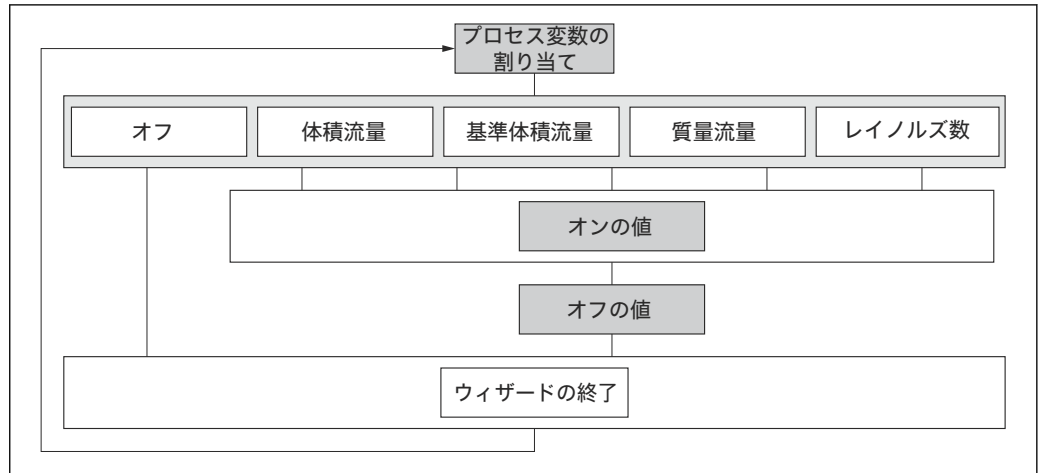 プロセス変数の
割り当て
オフ
体積流量
基準体積流量
質量流量
レイノルズ数
オンの値
オフの値
ウィザードの終了